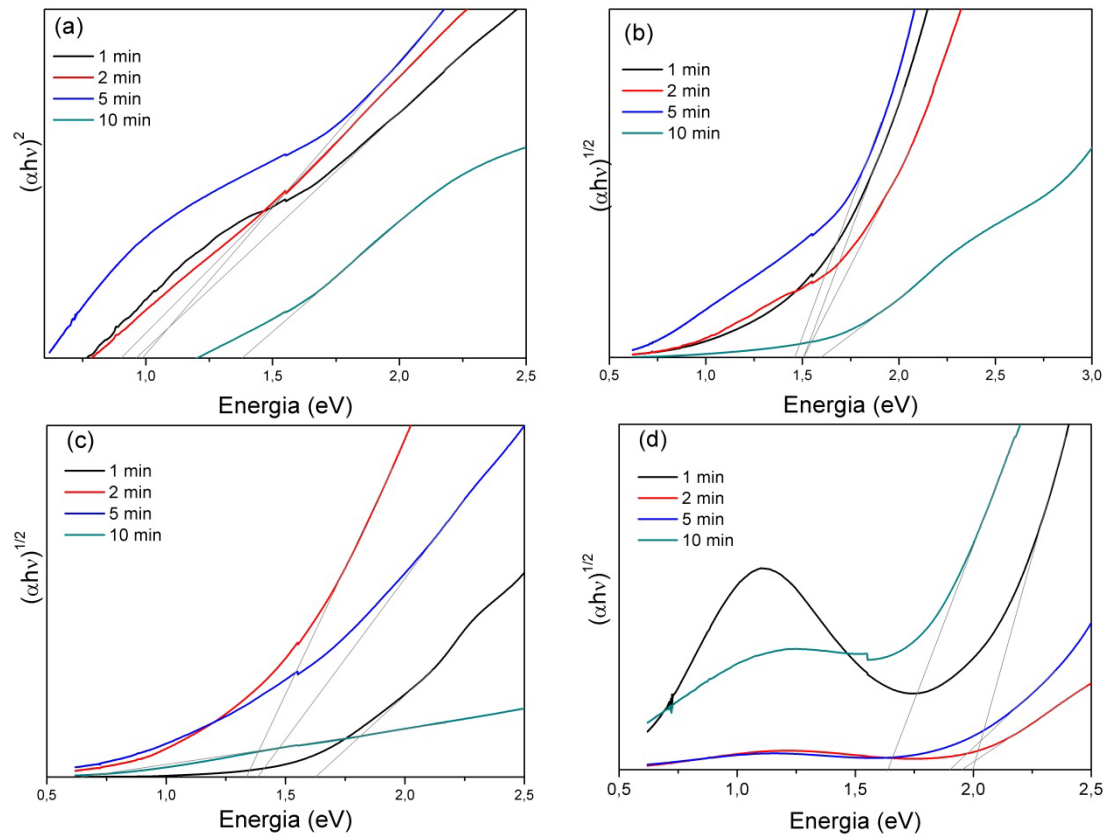 (a)
1 min
2 min
5 min
10 min
(αhν)²
1,0 1,5 2,0 2,5
Energia (eV)
(b)
1 min
2 min
5 min
10 min
(αhν)^1/2
0,5 1,0 1,5 2,0 2,5 3,0
Energia (eV)
(c)
1 min
2 min
5 min
10 min
(αhν)^1/2
0,5 1,0 1,5 2,0 2,5
Energia (eV)
(d)
1 min
2 min
5 min
10 min
(αhν)^1/2
0,5 1,0 1,5 2,0 2,5
Energia (eV)